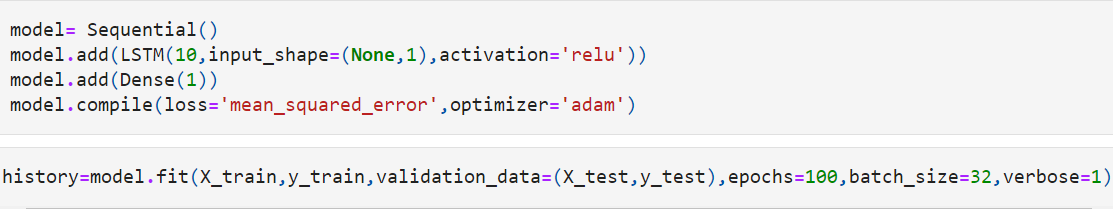 model= Sequential()
model.add(LSTM(10,input_shape=(None,1),activation='relu'))
model.add(Dense(1))
model.compile(loss='mean_squared_error',optimizer='adam')
history=model.fit(X_train,y_train,validation_data=(X_test,y_test),epochs=100,batch_size=32,verbose=1)